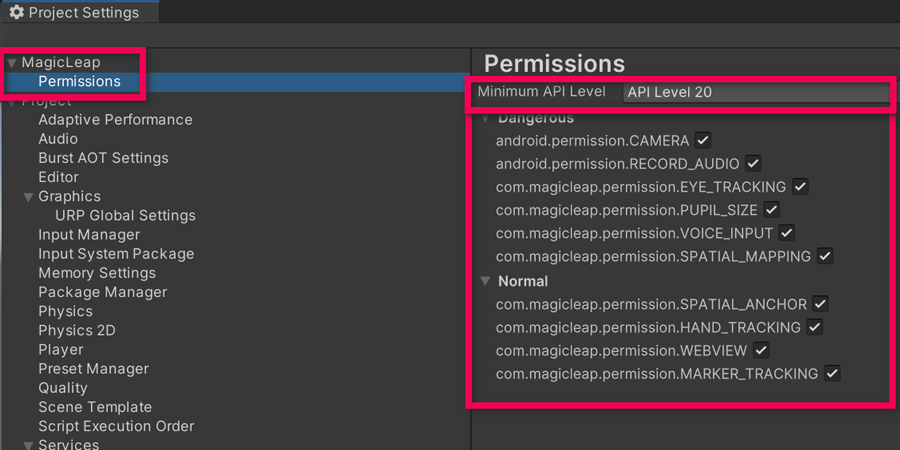 Project Settings
MagicLeap
Permissions
Project
Adaptive Performance
Audio
Burst AOT Settings
Editor
Graphics
URP Global Settings
Input Manager
Input System Package
Memory Settings
Package Manager
Physics
Physics 2D
Player
Preset Manager
Quality
Scene Template
Script Execution Order
Services
Permissions
Minimum API Level API Level 20
Dangerous
android.permission.CAMERA
android.permission.RECORD_AUDIO
com.magicleap.permission.EYE_TRACKING
com.magicleap.permission.PUPIL_SIZE
com.magicleap.permission.VOICE_INPUT
com.magicleap.permission.SPATIAL_MAPPING
Normal
com.magicleap.permission.SPATIAL_ANCHOR
com.magicleap.permission.HAND_TRACKING
com.magicleap.permission.WEBVIEW
com.magicleap.permission.MARKER_TRACKING